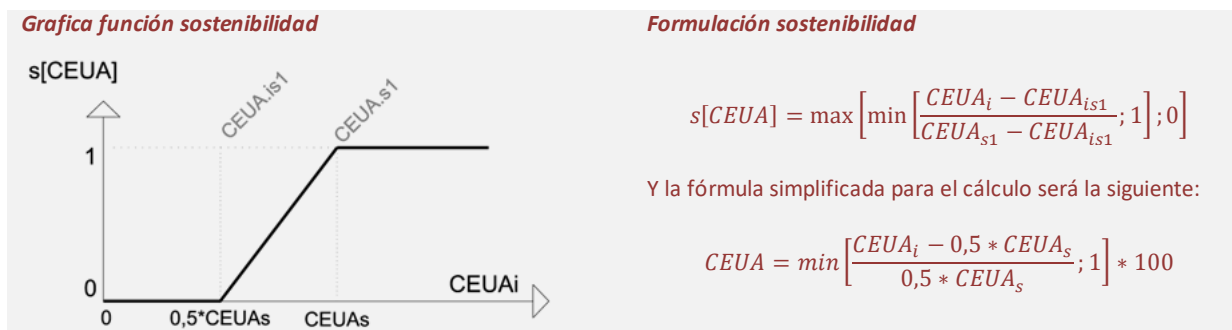 Grafica función sostenibilidad
s[CEUA]
CEUA.is1
CEUA.s1
1
0
CEUAi
0
0,5*CEUAs
CEUAs
Formulación sostenibilidad
s[CEUA] = max [min [(CEUA_i − CEUA_is1)/(CEUA_s1 − CEUA_is1); 1]; 0]
Y la fórmula simplificada para el cálculo será la siguiente:
CEUA = min [(CEUA_i − 0,5 * CEUA_s)/(0,5 * CEUA_s); 1] * 100